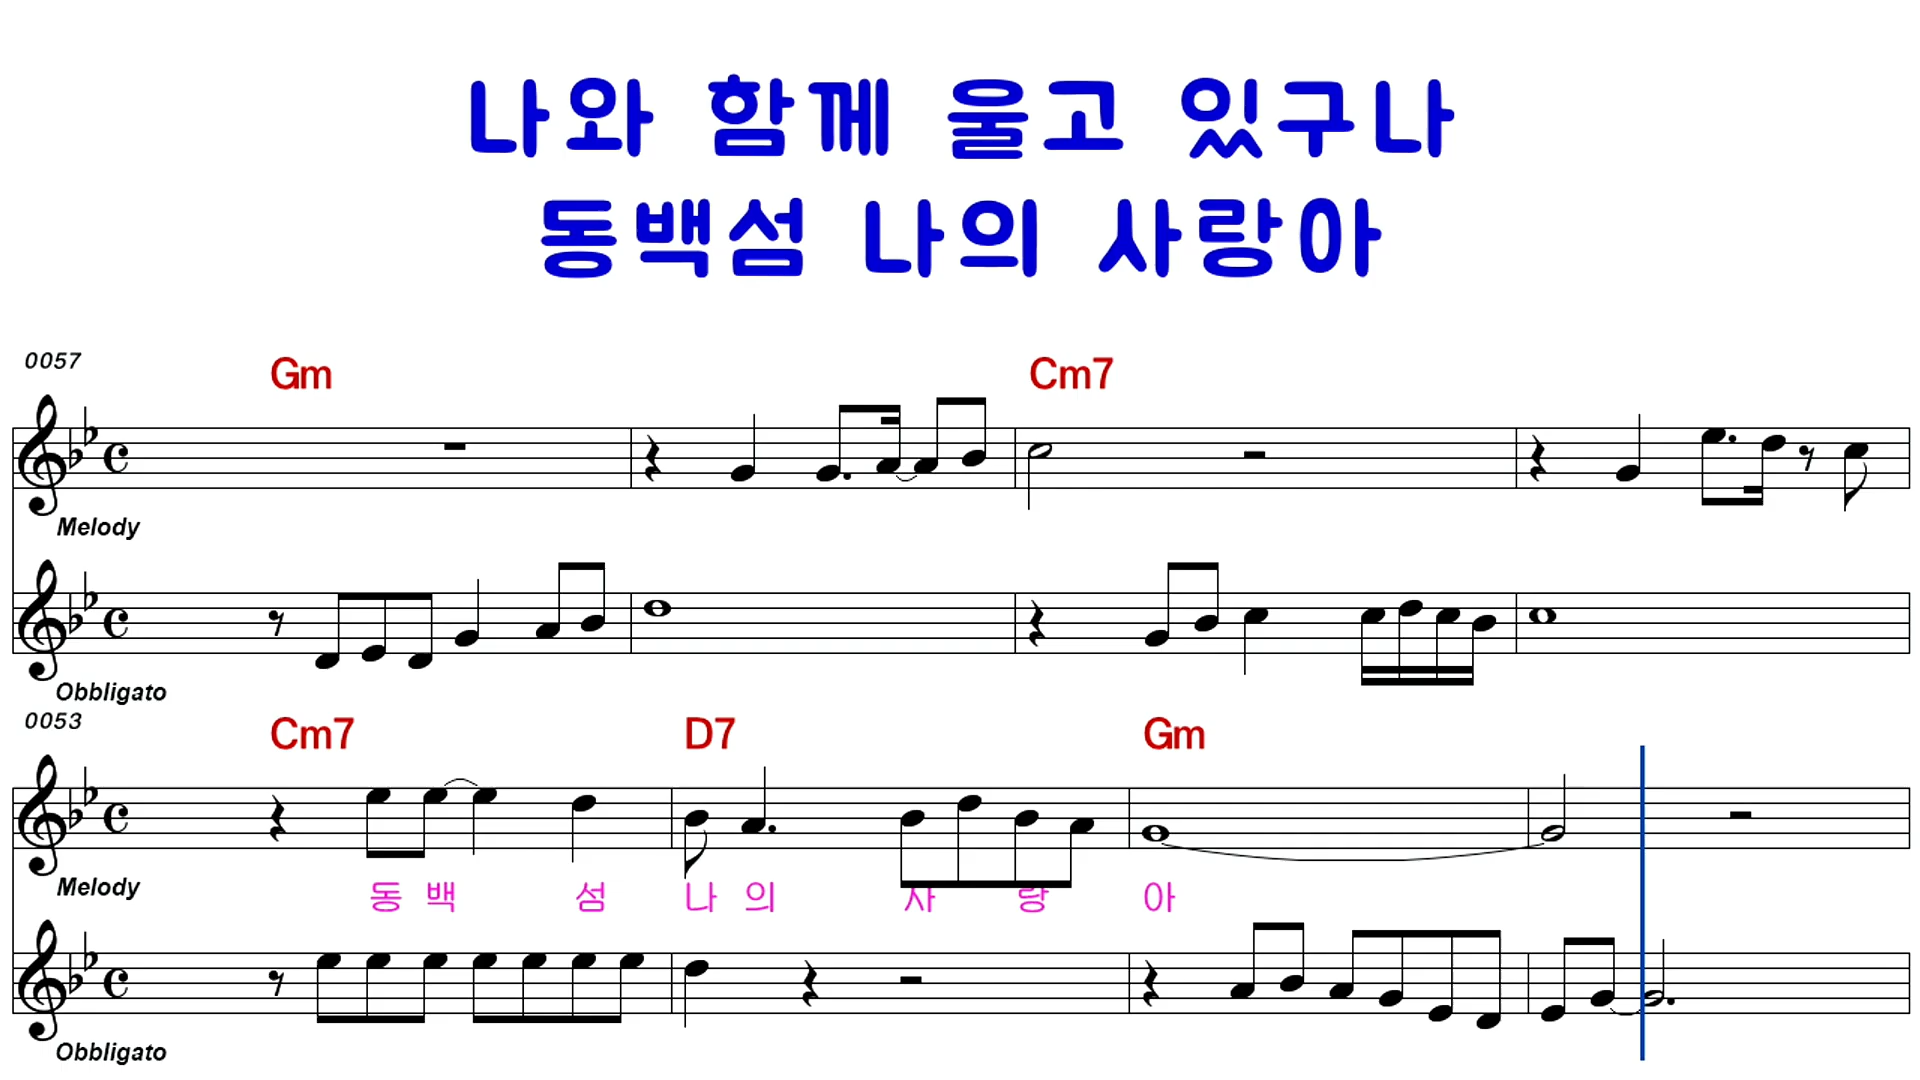 나와 함께 울고 있구나
동백섬 나의 사랑아
0057
Gm Cm7
Melody
Obbligato
0053
Cm7 D7 Gm
Melody
동 백 섬 나 의 사 랑 아
Obbligato